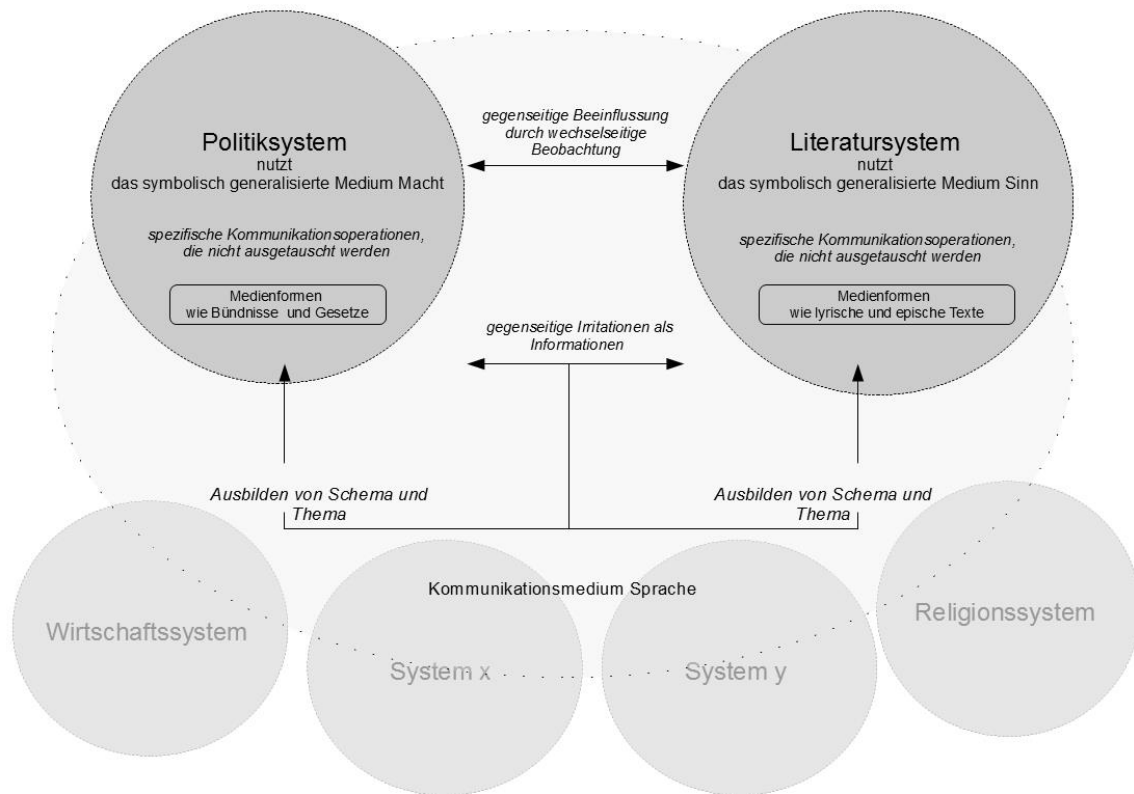 Politiksystem
nutzt
das symbolisch generalisierte Medium Macht
spezifische Kommunikationsoperationen,
die nicht ausgetauscht werden
Medienformen
wie Bündnisse und Gesetze
gegenseitige Beeinflussung
durch wechselseitige
Beobachtung
Literatursystem
nutzt
das symbolisch generalisierte Medium Sinn
spezifische Kommunikationsoperationen,
die nicht ausgetauscht werden
Medienformen
wie lyrische und epische Texte
gegenseitige Irritationen als
Informationen
Ausbilden von Schema und
Thema
Ausbilden von Schema und
Thema
Kommunikationsmedium Sprache
Wirtschaftssystem
System x
System y
Religionssystem